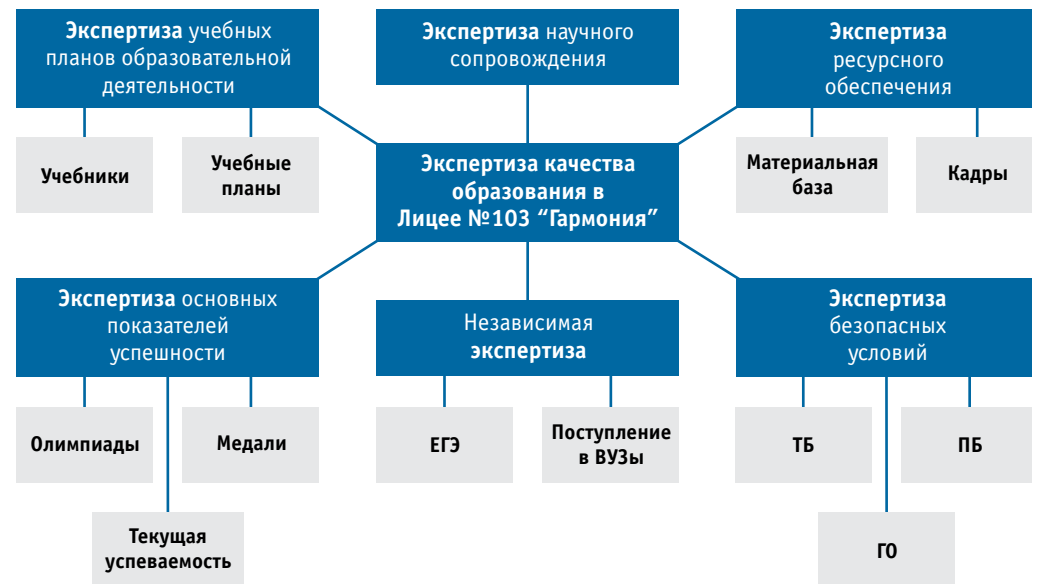 Экспертиза учебных
планов образовательной
деятельности
Экспертиза научного
сопровождения
Экспертиза
ресурсного
обеспечения
Учебники
Учебные
планы
Экспертиза качества
образования в
Лицее №103 “Гармония”
Материальная
база
Кадры
Экспертиза основных
показателей
успешности
Независимая
экспертиза
Экспертиза
безопасных
условий
Олимпиады
Медали
ЕГЭ
Поступление
в ВУЗы
ТБ
ПБ
Текущая
успеваемость
ГО